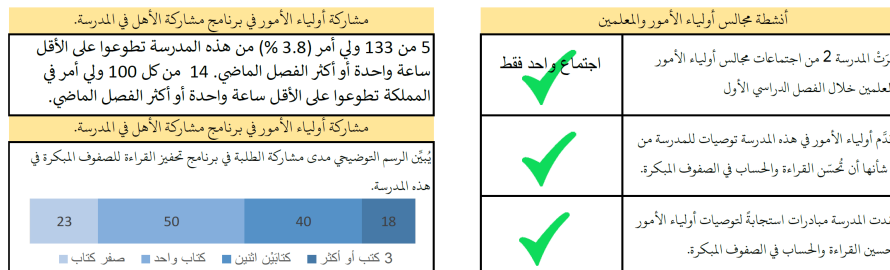 أنشطة مجالس أولياء الأمور والمعلمين
المدرسة 2 من اجتماعات مجالس أولياء الأمور
خلال الفصل الدراسي الأول
اجتماع واحد فقط
أولياء الأمور في هذه المدرسة توصيات للمدرسة من
شأنها أن تُحسّن القراءة والحساب في الصفوف المبكرة.
المدرسة مبادرات استجابةً لتوصيات أولياء الأمور
القراءة والحساب في الصفوف المبكرة.
مشاركة أولياء الأمور في برنامج مشاركة الأهل في المدرسة.
5 من 133 ولي أمر (3.8 %) من هذه المدرسة تطوعوا على الأقل
ساعة واحدة أو أكثر الفصل الماضي. 14 من كل 100 ولي أمر في
المملكة تطوعوا على الأقل ساعة واحدة أو أكثر الفصل الماضي.
مشاركة أولياء الأمور في برنامج مشاركة الأهل في المدرسة.
يُبيَّن الرسم التوضيحي مدى مشاركة الطلبة في برنامج تحفيز القراءة للصفوف المبكرة في
هذه المدرسة.
23 50 40 18
3 كتب أو أكثر كتابَيْن اثنين كتاب واحد صفر كتاب